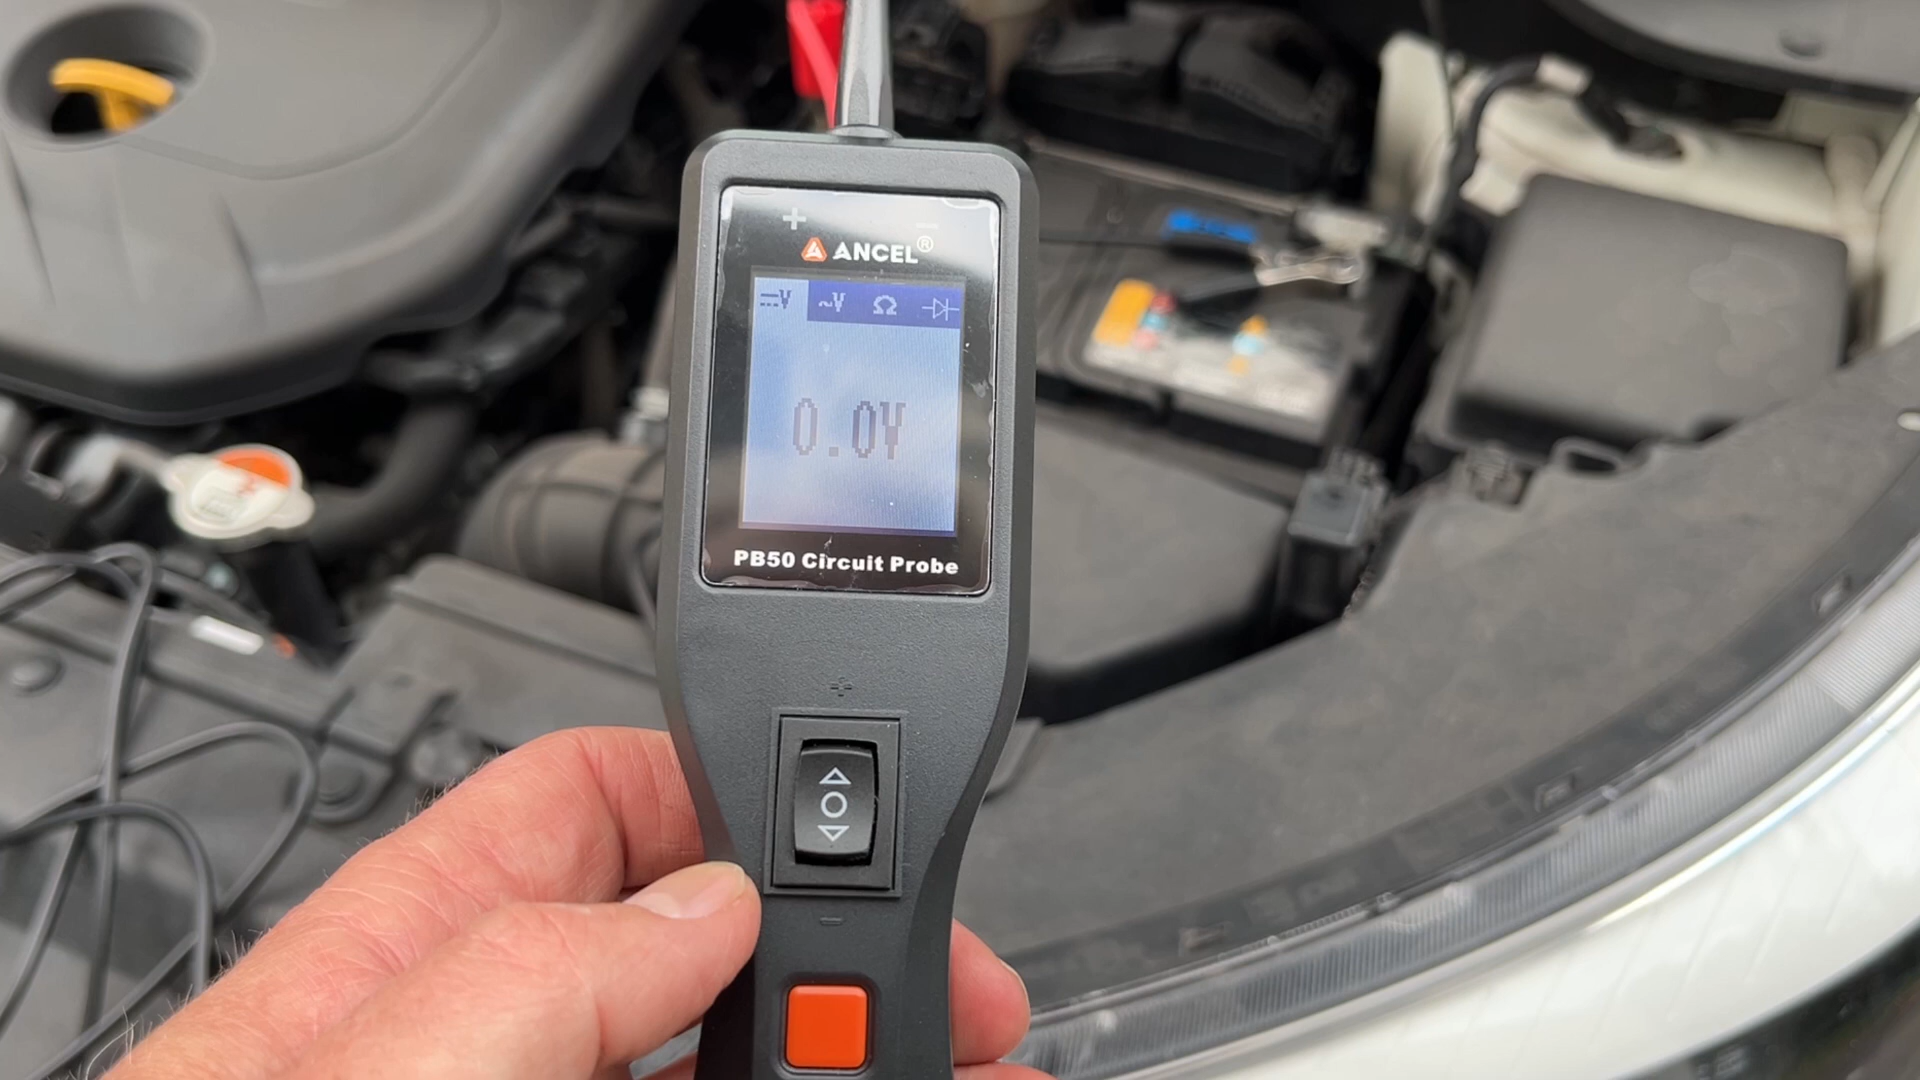 ANCEL®
⎓V ~V Ω
0.0V
PB50 Circuit Probe